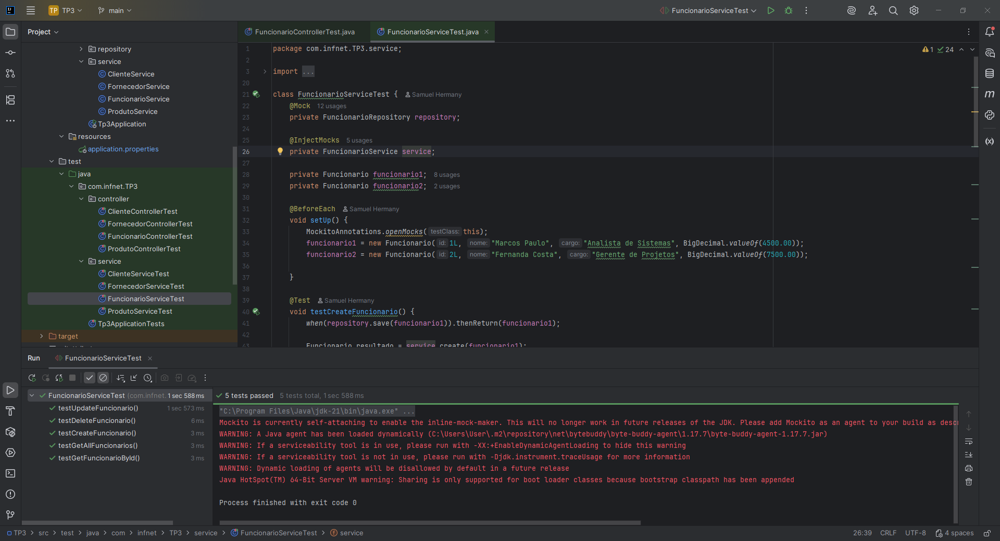 TP TP3 main FuncionarioServiceTest
Project
repository
service
ClienteService
FornecedorService
FuncionarioService
ProdutoService
Tp3Application
resources
application.properties
test
java
com.infnet.TP3
controller
ClienteControllerTest
FornecedorControllerTest
FuncionarioControllerTest
ProdutoControllerTest
service
ClienteServiceTest
FornecedorServiceTest
FuncionarioServiceTest
ProdutoServiceTest
Tp3ApplicationTests
target
FuncionarioControllerTest.java FuncionarioServiceTest.java
1 24
1 package com.infnet.TP3.service;
2
3 import ...
20
21 class FuncionarioServiceTest { Samuel Hermany
22 @Mock 12 usages
23 private FuncionarioRepository repository;
24
25 @InjectMocks 5 usages
26 private FuncionarioService service;
27
28 private Funcionario funcionario1; 8 usages
29 private Funcionario funcionario2; 2 usages
30
31 @BeforeEach Samuel Hermany
32 void setUp() {
33 MockitoAnnotations.openMocks( testClass: this);
34 funcionario1 = new Funcionario( id: 1L, nome: "Marcos Paulo", cargo: "Analista de Sistemas", BigDecimal.valueOf(4500.00));
35 funcionario2 = new Funcionario( id: 2L, nome: "Fernanda Costa", cargo: "Gerente de Projetos", BigDecimal.valueOf(7500.00));
36
37 }
38
39 @Test Samuel Hermany
40 void testCreateFuncionario() {
41 when(repository.save(funcionario1)).thenReturn(funcionario1);
42
43 Funcionario resultado = service.create(funcionario1);
Run FuncionarioServiceTest
FuncionarioServiceTest (com.infnet. 1 sec 588 ms
testUpdateFuncionario() 1 sec 573 ms
testDeleteFuncionario() 6 ms
testCreateFuncionario() 3 ms
testGetAllFuncionarios() 3 ms
testGetFuncionarioById() 3 ms
5 tests passed 5 tests total, 1 sec 588 ms
"C:\Program Files\Java\jdk-21\bin\java.exe" ...
Mockito is currently self-attaching to enable the inline-mock-maker. This will no longer work in future releases of the JDK. Please add Mockito as an agent to your build as descr
WARNING: A Java agent has been loaded dynamically (C:\Users\User\.m2\repository\net\bytebuddy\byte-buddy-agent\1.17.7\byte-buddy-agent-1.17.7.jar)
WARNING: If a serviceability tool is in use, please run with -XX:+EnableDynamicAgentLoading to hide this warning
WARNING: If a serviceability tool is not in use, please run with -Djdk.instrument.traceUsage for more information
WARNING: Dynamic loading of agents will be disallowed by default in a future release
Java HotSpot(TM) 64-Bit Server VM warning: Sharing is only supported for boot loader classes because bootstrap classpath has been appended
Process finished with exit code 0
TP3 > src > test > java > com > infnet > TP3 > service > FuncionarioServiceTest > service 26:39 CRLF UTF-8 4 spaces